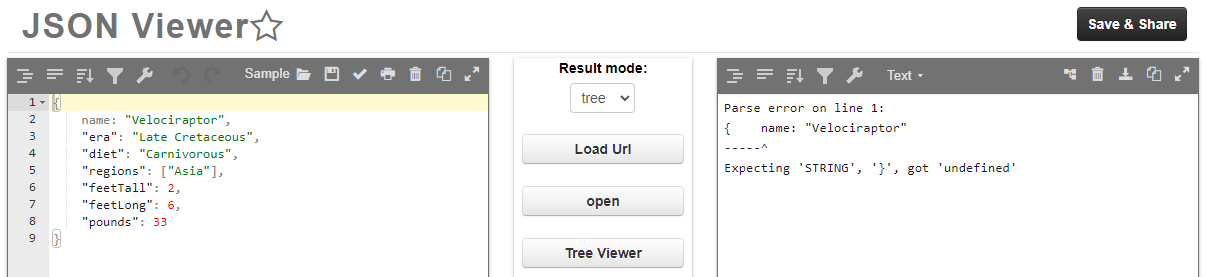 JSON Viewer
Save & Share
Sample
1 {
2 name: "Velociraptor",
3 "era": "Late Cretaceous",
4 "diet": "Carnivorous",
5 "regions": ["Asia"],
6 "feetTall": 2,
7 "feetLong": 6,
8 "pounds": 33
9 }
Result mode:
tree
Load Url
open
Tree Viewer
Text
Parse error on line 1:
{    name: "Velociraptor"
-----^
Expecting 'STRING', '}', got 'undefined'